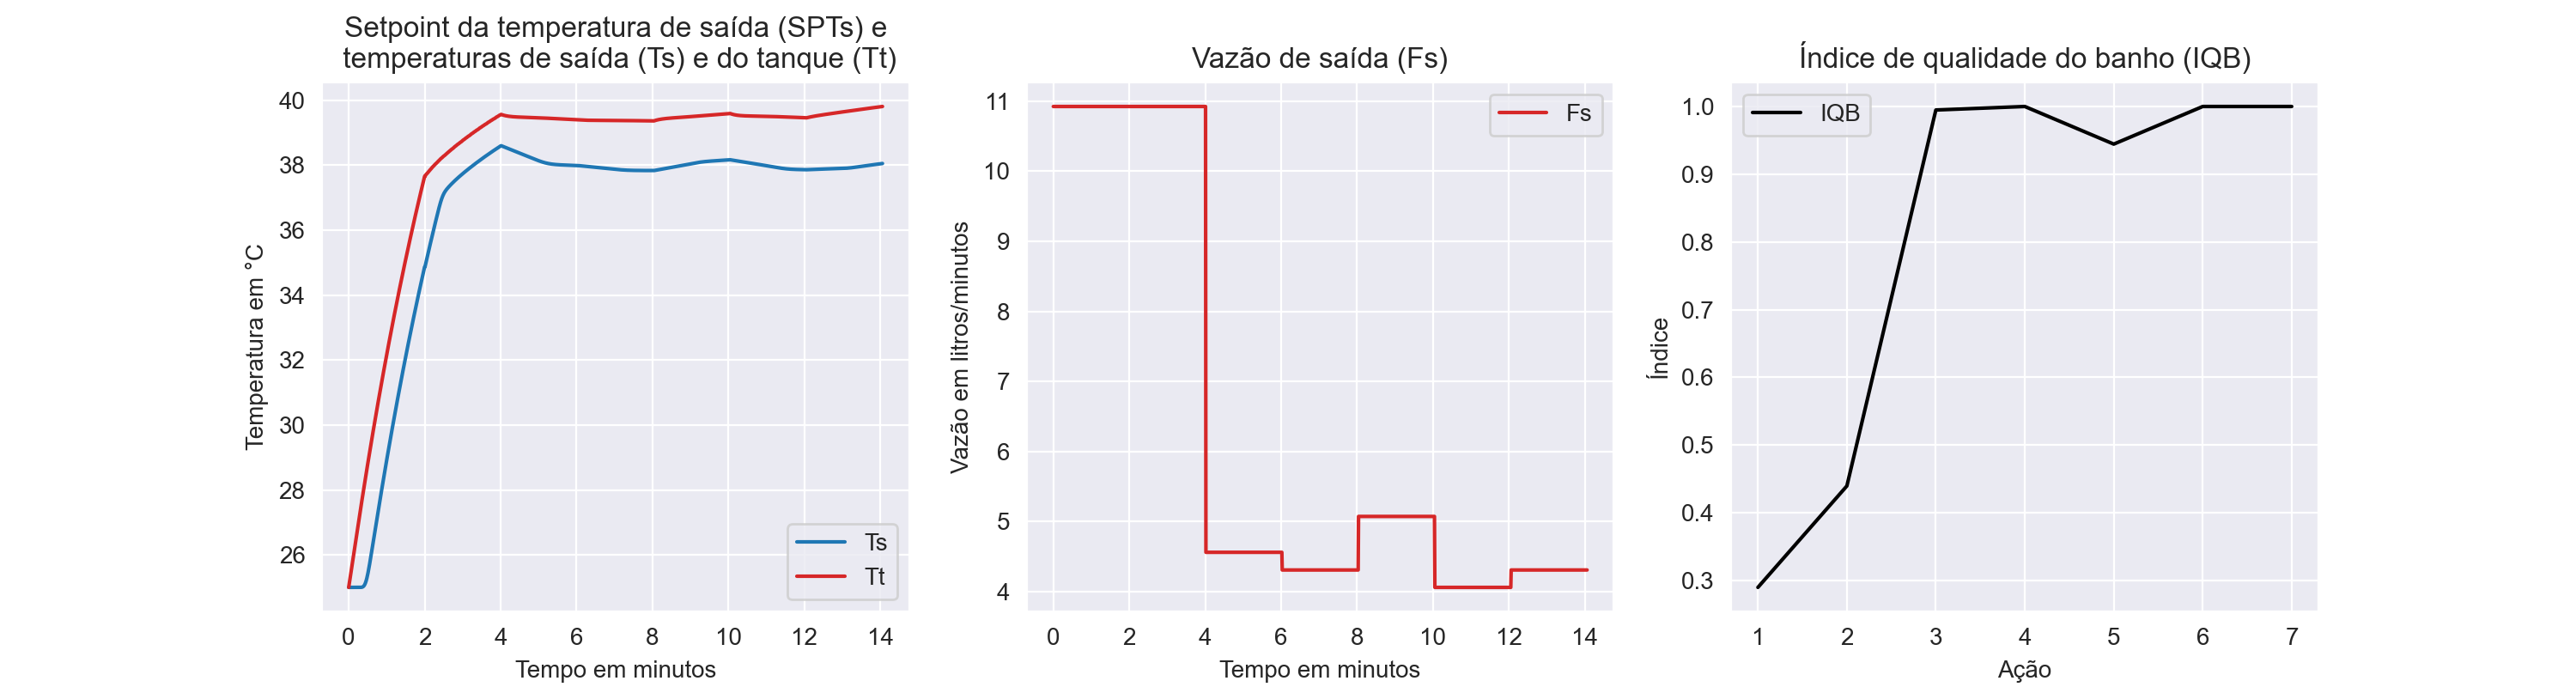 Setpoint da temperatura de saída (SPTs) e
temperaturas de saída (Ts) e do tanque (Tt)
40
38
36
34
32
30
28
26
Temperatura em °C
Ts
Tt
0 2 4 6 8 10 12 14
Tempo em minutos
Vazão de saída (Fs)
11
10
9
8
7
6
5
4
Vazão em litros/minutos
Fs
0 2 4 6 8 10 12 14
Tempo em minutos
Índice de qualidade do banho (IQB)
1.0
0.9
0.8
0.7
0.6
0.5
0.4
0.3
Índice
IQB
1 2 3 4 5 6 7
Ação